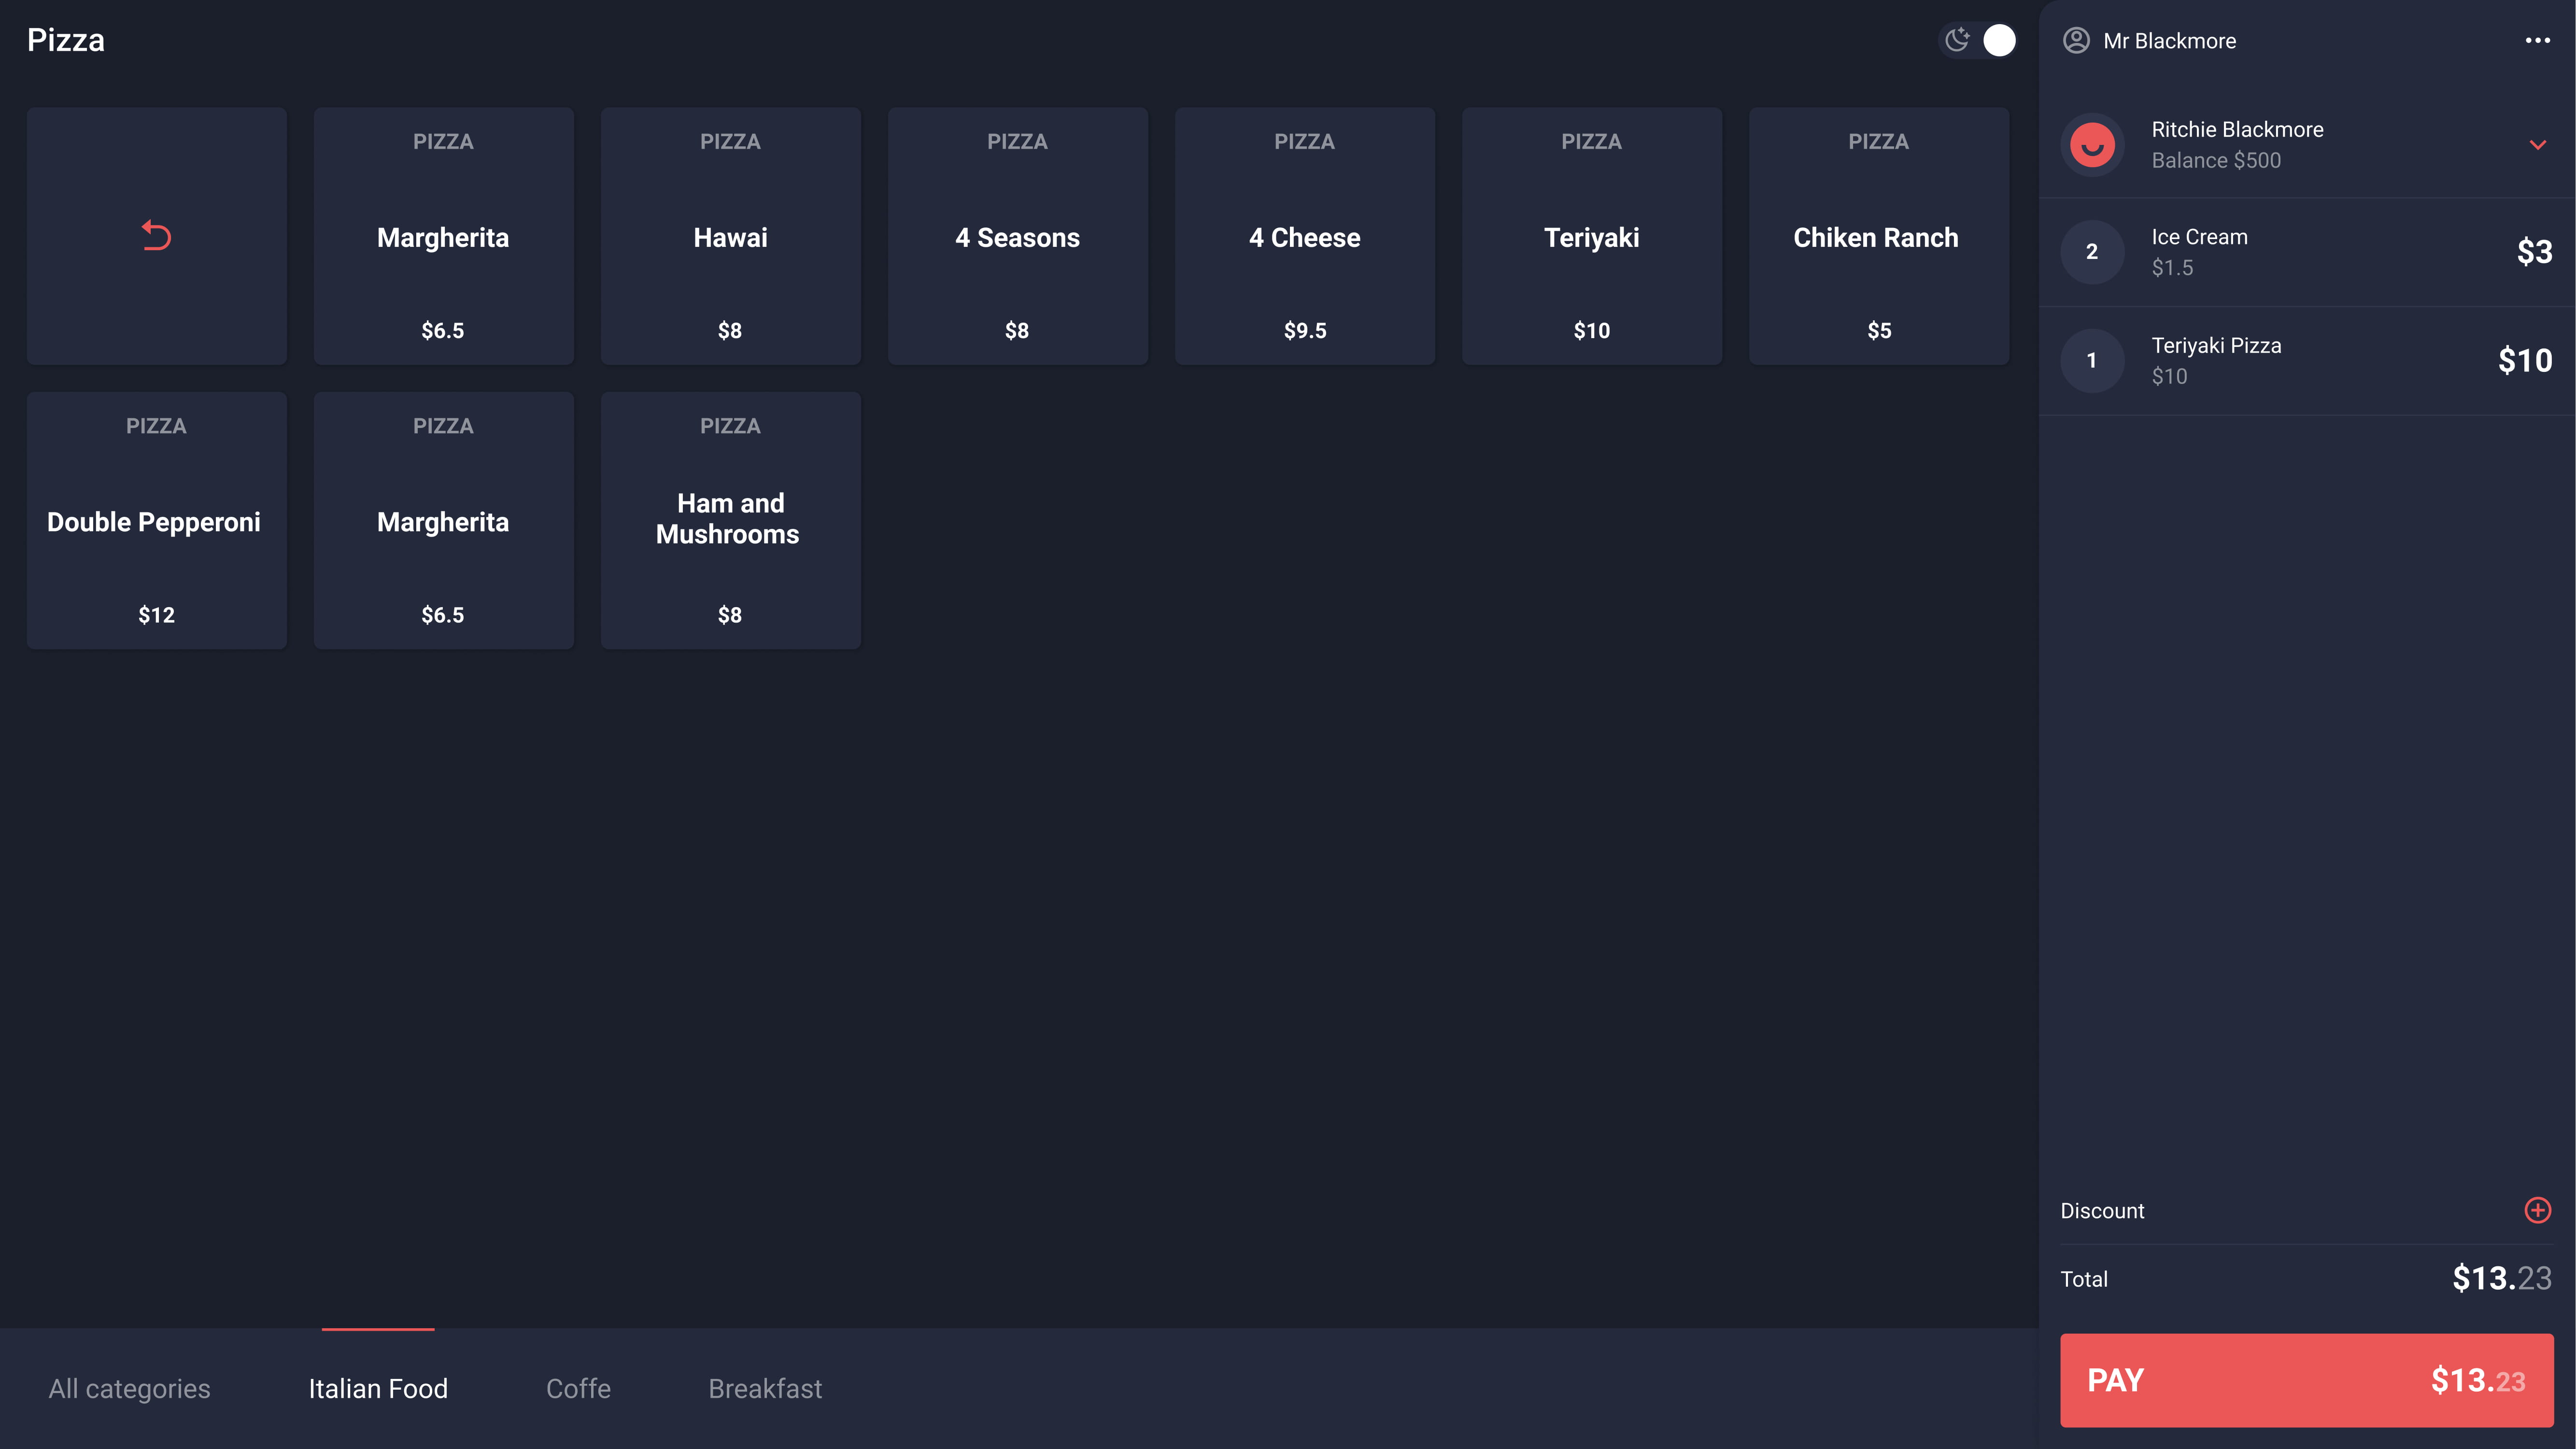 Pizza
PIZZA
Margherita
$6.5
PIZZA
Hawai
$8
PIZZA
4 Seasons
$8
PIZZA
4 Cheese
$9.5
PIZZA
Teriyaki
$10
PIZZA
Chiken Ranch
$5
PIZZA
Double Pepperoni
$12
PIZZA
Margherita
$6.5
PIZZA
Ham and
Mushrooms
$8
All categories
Italian Food
Coffe
Breakfast
Mr Blackmore
Ritchie Blackmore
Balance $500
2
Ice Cream
$1.5
$3
1
Teriyaki Pizza
$10
$10
Discount
Total
$13.23
PAY
$13.23